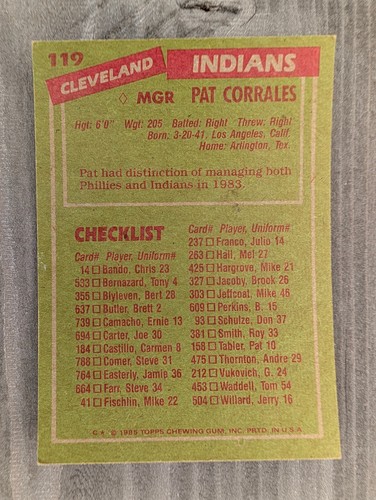 119
CLEVELAND INDIANS
◊ MGR PAT CORRALES
Hgt: 6'0" Wgt: 205 Batted: Right Threw: Right
Born: 3-20-41, Los Angeles, Calif.
Home: Arlington, Tex.
Pat had distinction of managing both
Phillies and Indians in 1983.
CHECKLIST
Card# Player, Uniform#
14 □ Bando, Chris 23
533 □ Bernazard, Tony 4
355 □ Blyleven, Bert 28
637 □ Butler, Brett 2
739 □ Camacho, Ernie 13
694 □ Carter, Joe 30
184 □ Castillo, Carmen 8
788 □ Comer, Steve 31
764 □ Easterly, Jamie 36
664 □ Farr, Steve 34
41 □ Fischlin, Mike 22
Card# Player, Uniform#
237 □ Franco, Julio 14
263 □ Hall, Mel 27
425 □ Hargrove, Mike 21
327 □ Jacoby, Brook 26
303 □ Jeffcoat, Mike 46
609 □ Perkins, B. 15
93 □ Schulze, Don 37
381 □ Smith, Roy 33
158 □ Tabler, Pat 10
475 □ Thornton, Andre 29
212 □ Vukovich, G. 24
453 □ Waddell, Tom 54
504 □ Willard, Jerry 16
© 1985 TOPPS CHEWING GUM, INC. PRTD. IN U.S.A.